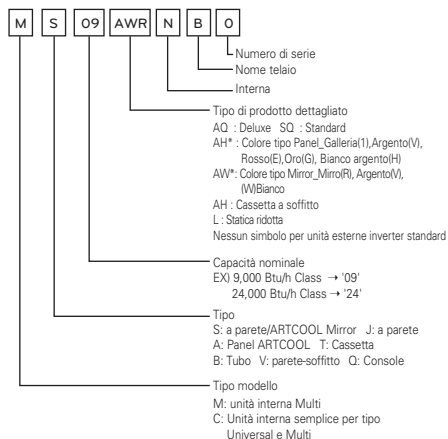 M S 09 AWR N B 0
Numero di serie
Nome telaio
Interna
Tipo di prodotto dettagliato
AQ : Deluxe SQ : Standard
AH* : Colore tipo Panel_Galleria(1),Argento(V),
Rosso(E),Oro(G), Bianco argento(H)
AW*: Colore tipo Mirror_Mirro(R), Argento(V),
(W)Bianco
AH : Cassetta a soffitto
L : Statica ridotta
Nessun simbolo per unità esterne inverter standard
Capacità nominale
EX) 9,000 Btu/h Class → '09'
24,000 Btu/h Class → '24'
Tipo
S: a parete/ARTCOOL Mirror J: a parete
A: Panel ARTCOOL T: Cassetta
B: Tubo V: parete-soffitto Q: Console
Tipo modello
M: unità interna Multi
C: Unità interna semplice per tipo
Universal e Multi